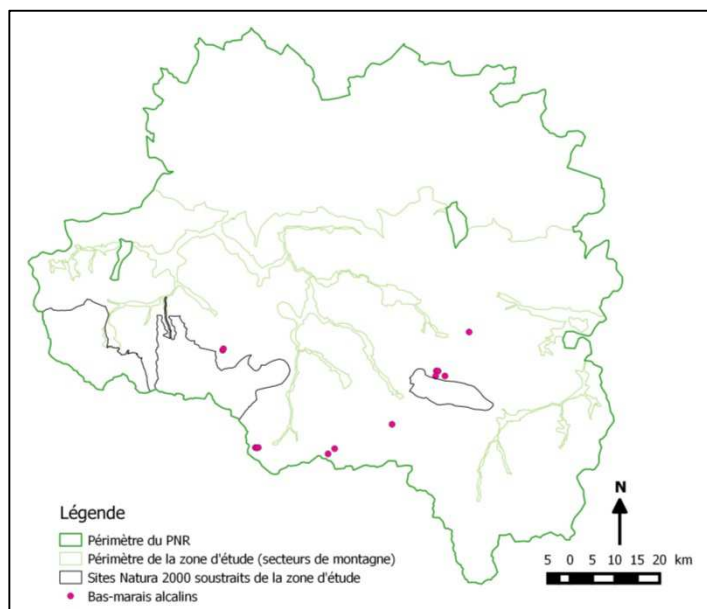 N
Légende
Périmètre du PNR
Périmètre de la zone d'étude (secteurs de montagne)
Sites Natura 2000 soustraits de la zone d'étude
Bas-marais alcalins
5 0 5 10 15 20 km